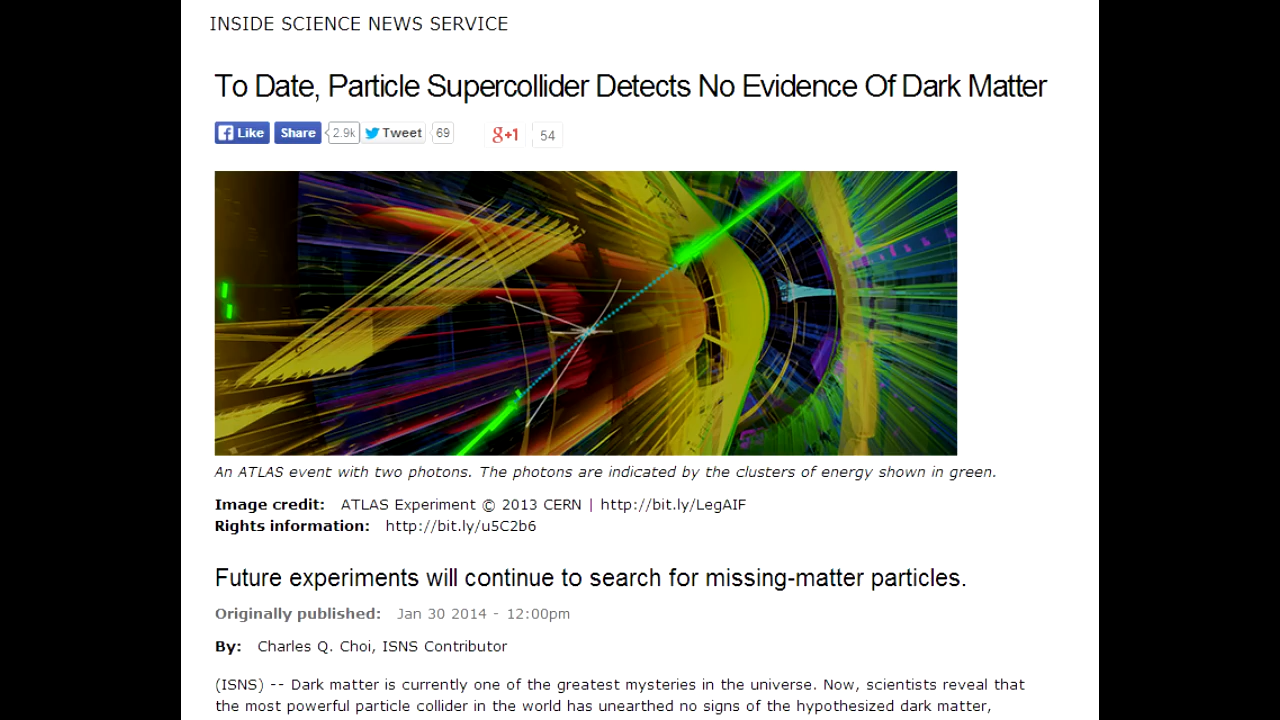 INSIDE SCIENCE NEWS SERVICE
To Date, Particle Supercollider Detects No Evidence Of Dark Matter
Like Share 2.9k Tweet 69 g+1 54
An ATLAS event with two photons. The photons are indicated by the clusters of energy shown in green.
Image credit: ATLAS Experiment © 2013 CERN | http://bit.ly/LegAIF
Rights information: http://bit.ly/u5C2b6
Future experiments will continue to search for missing-matter particles.
Originally published: Jan 30 2014 - 12:00pm
By: Charles Q. Choi, ISNS Contributor
(ISNS) -- Dark matter is currently one of the greatest mysteries in the universe. Now, scientists reveal that
the most powerful particle collider in the world has unearthed no signs of the hypothesized dark matter,